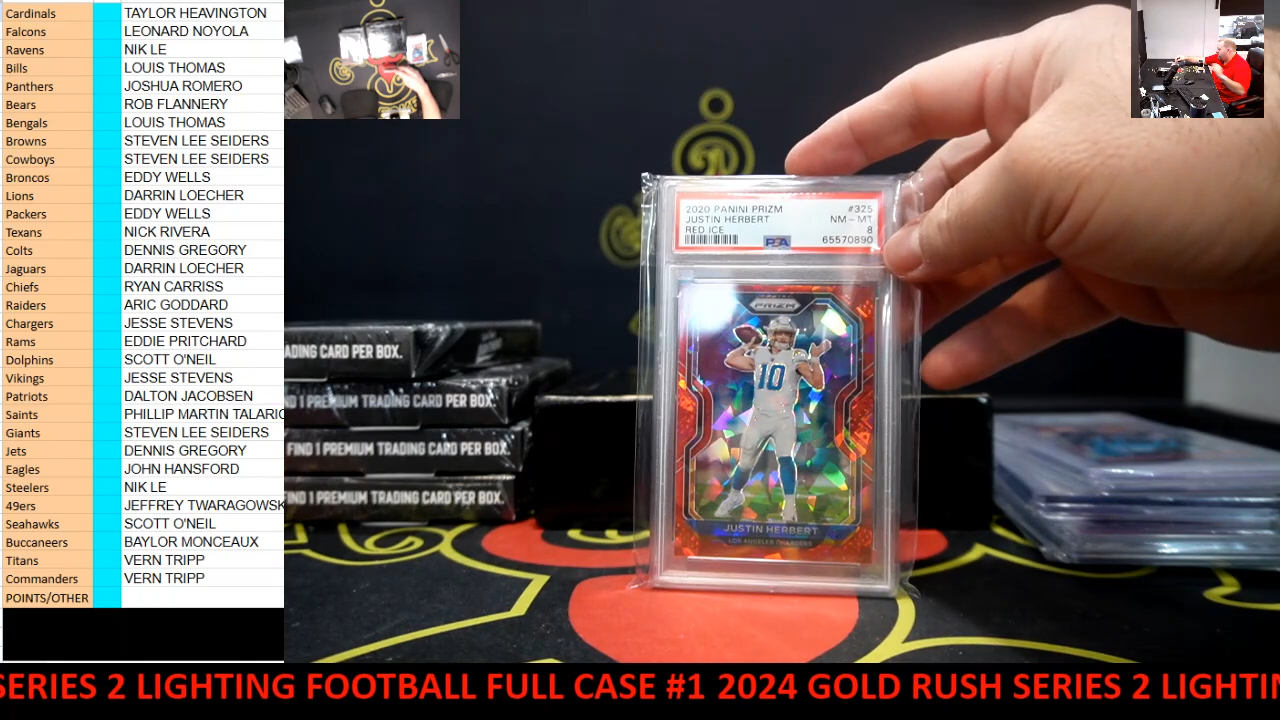 Cardinals TAYLOR HEAVINGTON
Falcons LEONARD NOYOLA
Ravens NIK LE
Bills LOUIS THOMAS
Panthers JOSHUA ROMERO
Bears ROB FLANNERY
Bengals LOUIS THOMAS
Browns STEVEN LEE SEIDERS
Cowboys STEVEN LEE SEIDERS
Broncos EDDY WELLS
Lions DARRIN LOECHER
Packers EDDY WELLS
Texans NICK RIVERA
Colts DENNIS GREGORY
Jaguars DARRIN LOECHER
Chiefs RYAN CARRISS
Raiders ARIC GODDARD
Chargers JESSE STEVENS
Rams EDDIE PRITCHARD
Dolphins SCOTT O'NEIL
Vikings JESSE STEVENS
Patriots DALTON JACOBSEN
Saints PHILLIP MARTIN TALARIC
Giants STEVEN LEE SEIDERS
Jets DENNIS GREGORY
Eagles JOHN HANSFORD
Steelers NIK LE
49ers JEFFREY TWARAGOWSK
Seahawks SCOTT O'NEIL
Buccaneers BAYLOR MONCEAUX
Titans VERN TRIPP
Commanders VERN TRIPP
POINTS/OTHER
2020 PANINI PRIZM #325
JUSTIN HERBERT NM - MT
RED ICE 8
PSA 65570890
PRIZM
10
JUSTIN HERBERT
LOS ANGELES CHARGERS
ADING CARD PER BOX.
FIND 1 PREMIUM TRADING CARD PER BOX.
FIND 1 PREMIUM TRADING CARD PER BOX.
FIND 1 PREMIUM TRADING CARD PER BOX.
SERIES 2 LIGHTING FOOTBALL FULL CASE #1 2024 GOLD RUSH SERIES 2 LIGHTIN